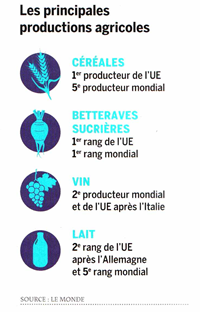 Les principales
productions agricoles
CÉRÉALES
1er producteur de l'UE
5e producteur mondial
BETTERAVES
SUCRIÈRES
1er rang de l'UE
1er rang mondial
VIN
2e producteur mondial
et de l'UE après l'Italie
LAIT
2e rang de l'UE
après l'Allemagne
et 5e rang mondial
SOURCE : LE MONDE